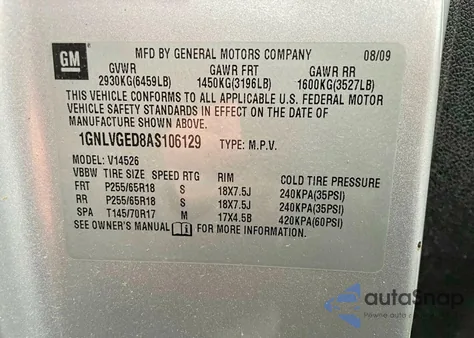 GM
MFD BY GENERAL MOTORS COMPANY 08/09
GVWR GAWR FRT GAWR RR
2930KG(6459LB) 1450KG(3196LB) 1600KG(3527LB)
THIS VEHICLE CONFORMS TO ALL APPLICABLE U.S. FEDERAL MOTOR
VEHICLE SAFETY STANDARDS IN EFFECT ON THE DATE OF
MANUFACTURE SHOWN ABOVE.
1GNLVGED8AS106129 TYPE: M.P.V.
MODEL: V14526
VBBW TIRE SIZE SPEED RTG RIM COLD TIRE PRESSURE
FRT P255/65R18 S 18X7.5J 240KPA(35PSI)
RR P255/65R18 S 18X7.5J 240KPA(35PSI)
SPA T145/70R17 M 17X4.5B 420KPA(60PSI)
SEE OWNER'S MANUAL FOR MORE INFORMATION.
autoSnap
Pewne auto z